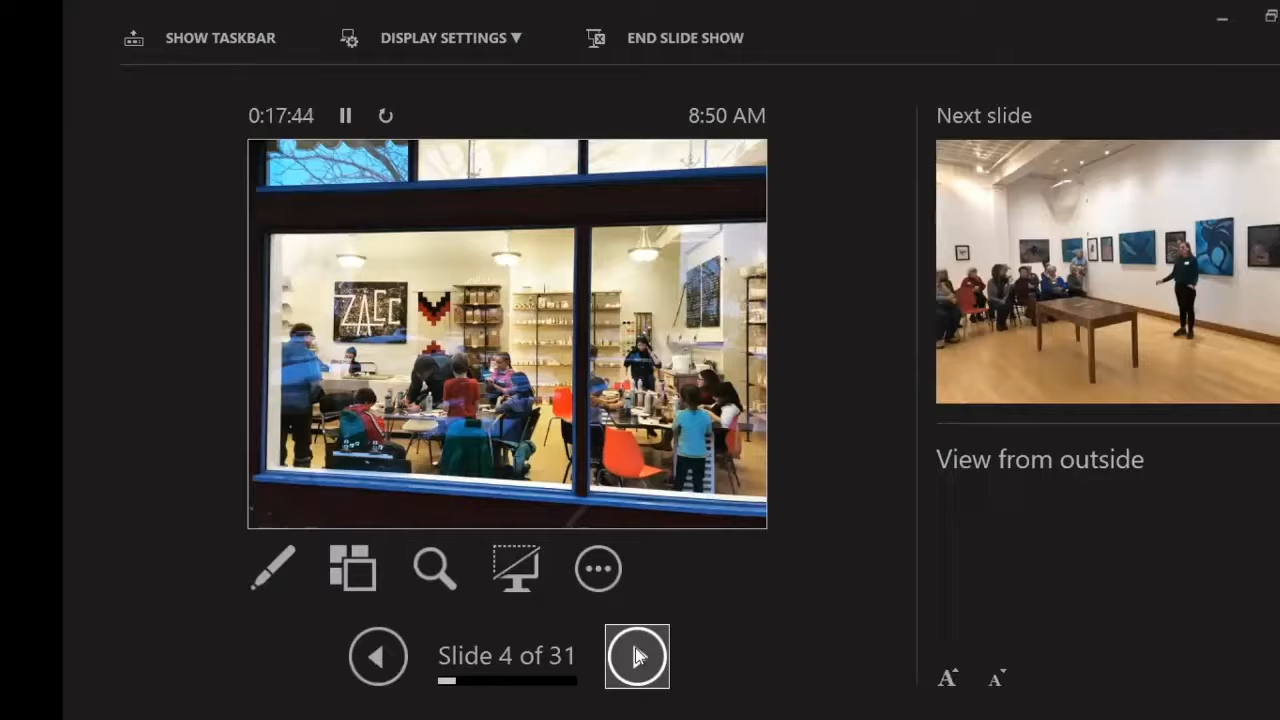 SHOW TASKBAR
DISPLAY SETTINGS ▼
END SLIDE SHOW
0:17:44
8:50 AM
Next slide
ZACC
View from outside
Slide 4 of 31
A
A